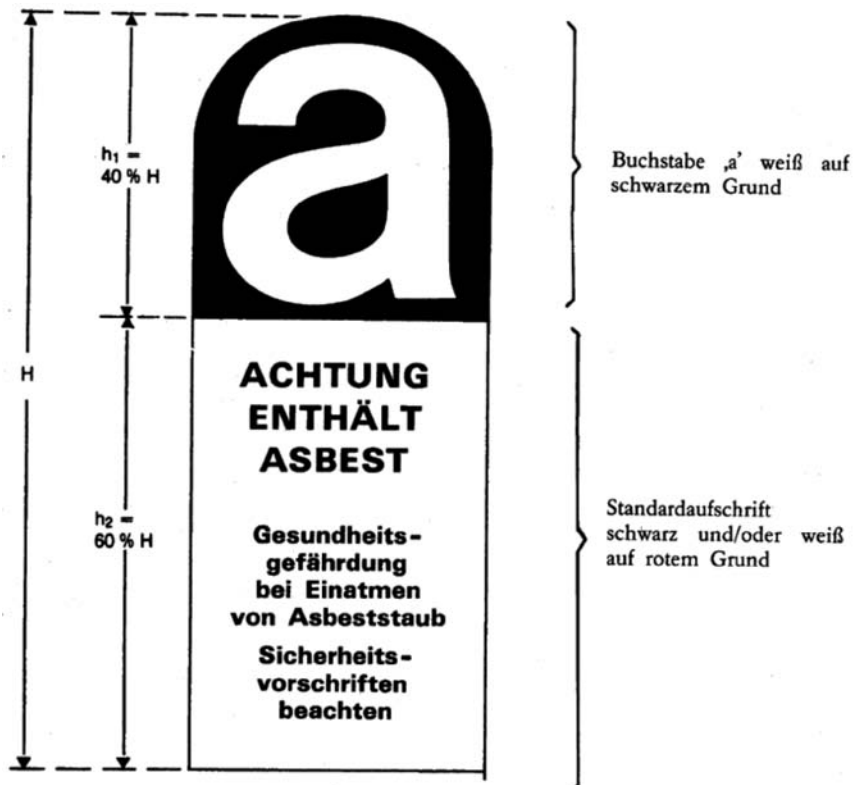 a
h₁ =
40 % H
Buchstabe ‚a’ weiß auf
schwarzem Grund
H
ACHTUNG
ENTHÄLT
ASBEST
h₂ =
60 % H
Gesundheits-
gefährdung
bei Einatmen
von Asbeststaub
Sicherheits-
vorschriften
beachten
Standardaufschrift
schwarz und/oder weiß
auf rotem Grund